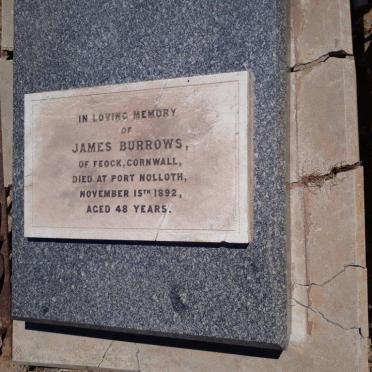 IN LOVING MEMORY
OF
JAMES BURROWS,
OF FEOCK, CORNWALL,
DIED AT PORT NOLLOTH,
NOVEMBER 15TH 1892,
AGED 48 YEARS.